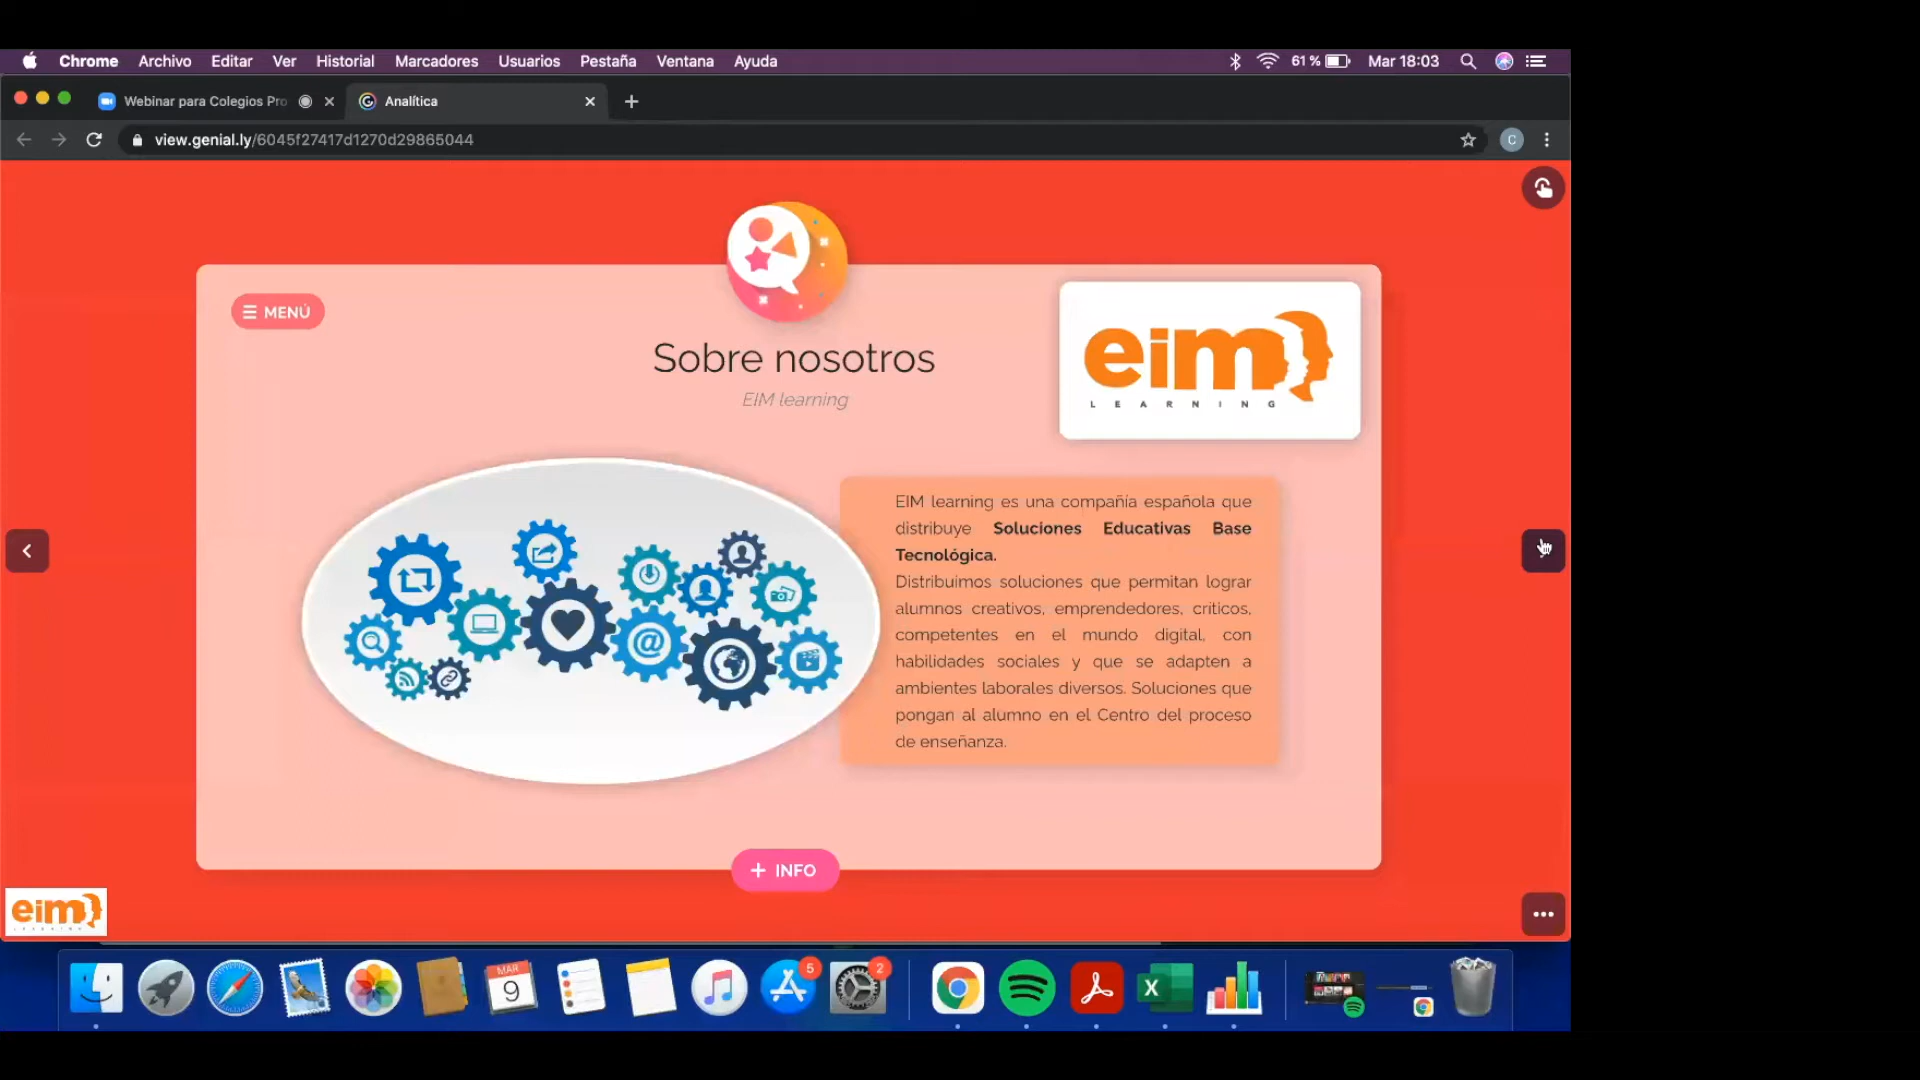 Chrome Archivo Editar Ver Historial Marcadores Usuarios Pestaña Ventana Ayuda 61 % Mar 18:03
Webinar para Colegios Pro Analítica
view.genial.ly/6045f27417d1270d29865044 C
MENÚ
eim
LEARNING
Sobre nosotros
EIM learning
EIM learning es una compañía española que
distribuye Soluciones Educativas Base
Tecnológica.
Distribuimos soluciones que permitan lograr
alumnos creativos, emprendedores, críticos,
competentes en el mundo digital, con
habilidades sociales y que se adapten a
ambientes laborales diversos. Soluciones que
pongan al alumno en el Centro del proceso
de enseñanza.
@
+ INFO
eim
LEARNING
MAR
9
5
2
X